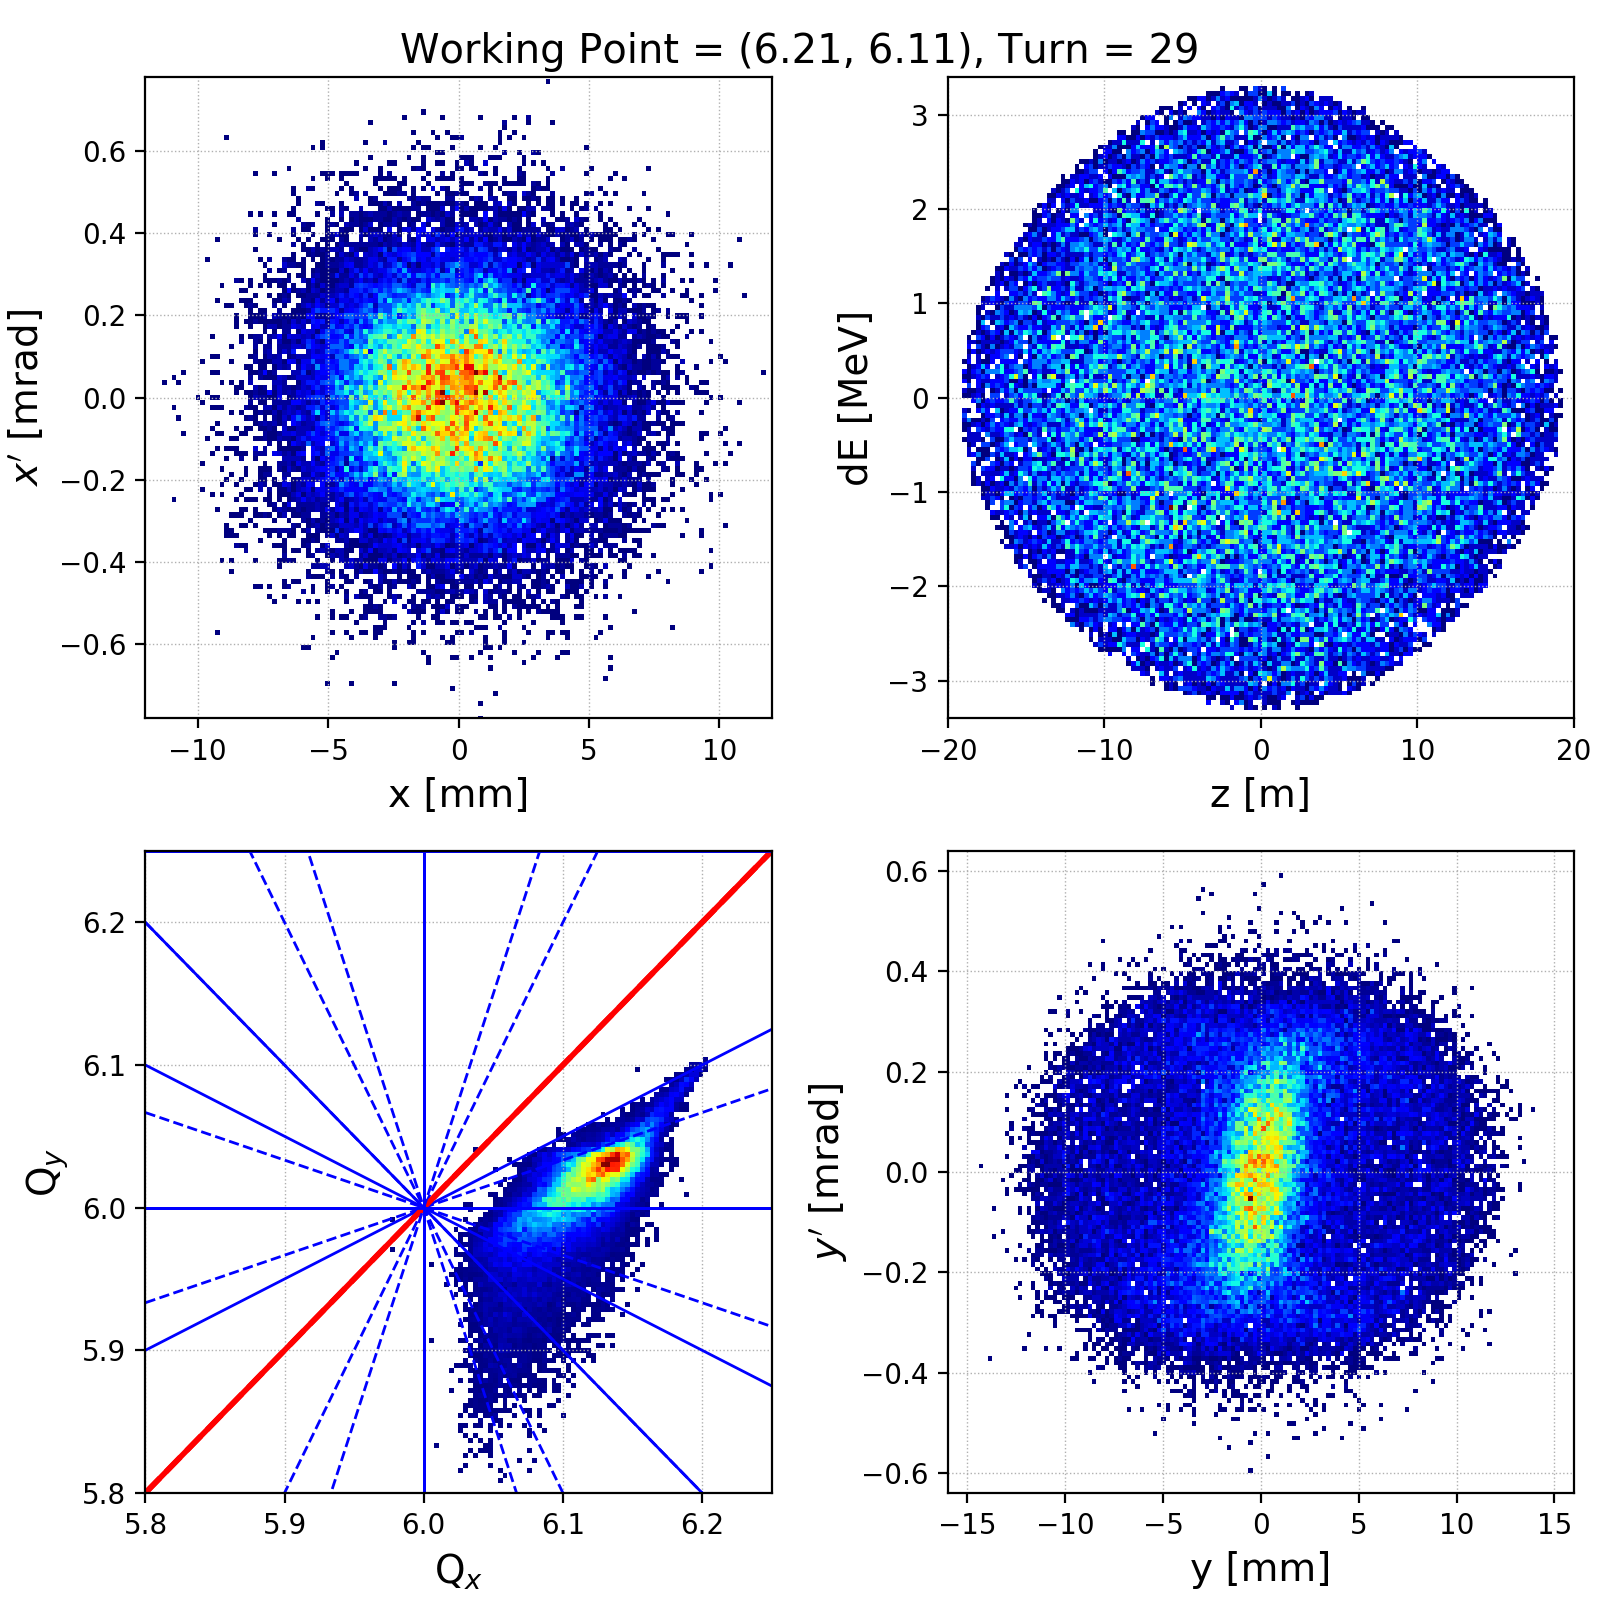 Working Point = (6.21, 6.11), Turn = 29
0.6
0.4
0.2
0.0
−0.2
−0.4
−0.6
x′ [mrad]
−10 −5 0 5 10
x [mm]
3
2
1
0
−1
−2
−3
dE [MeV]
−20 −10 0 10 20
z [m]
6.2
6.1
6.0
5.9
5.8
Qy
5.8 5.9 6.0 6.1 6.2
Qx
0.6
0.4
0.2
0.0
−0.2
−0.4
−0.6
y′ [mrad]
−15 −10 −5 0 5 10 15
y [mm]